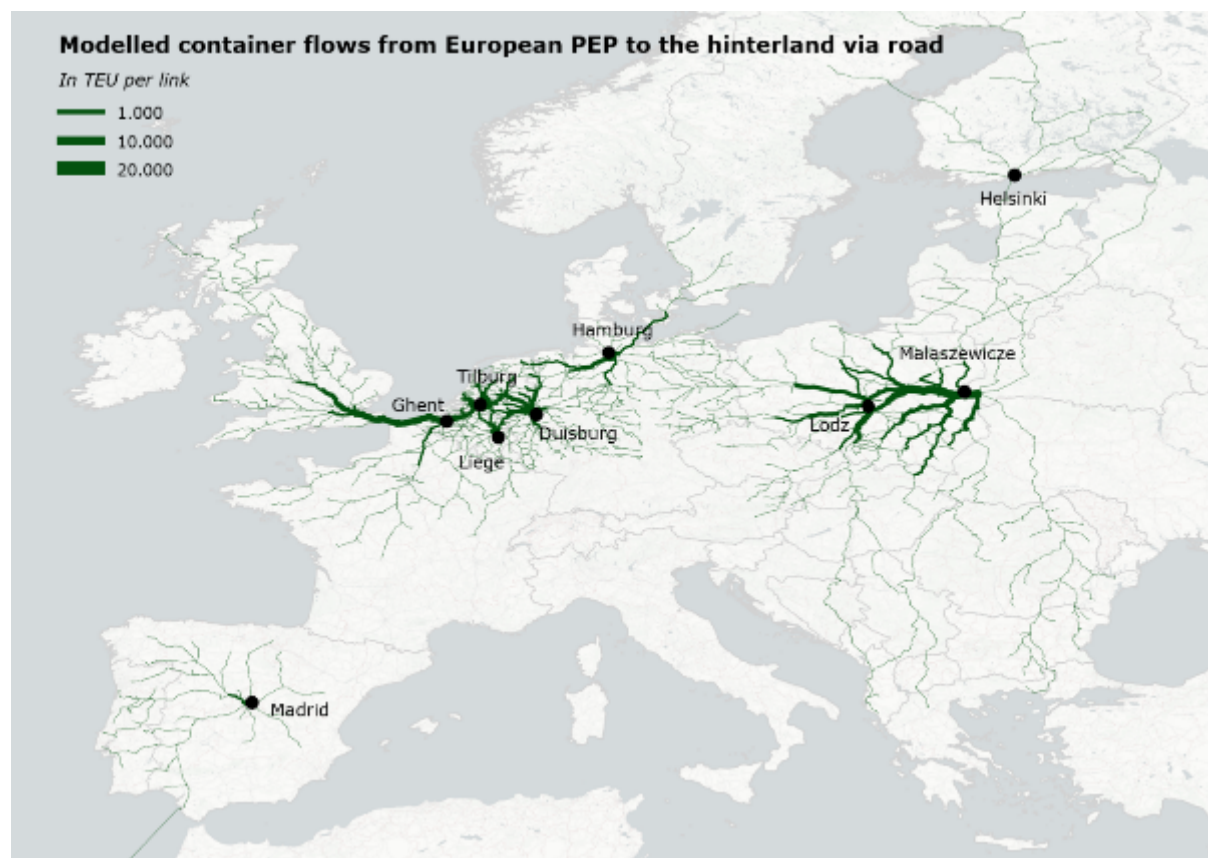 Modelled container flows from European PEP to the hinterland via road
In TEU per link
1.000
10.000
20.000
Helsinki
Hamburg
Malaszewicze
Tilburg
Ghent
Lodz
Duisburg
Liege
Madrid